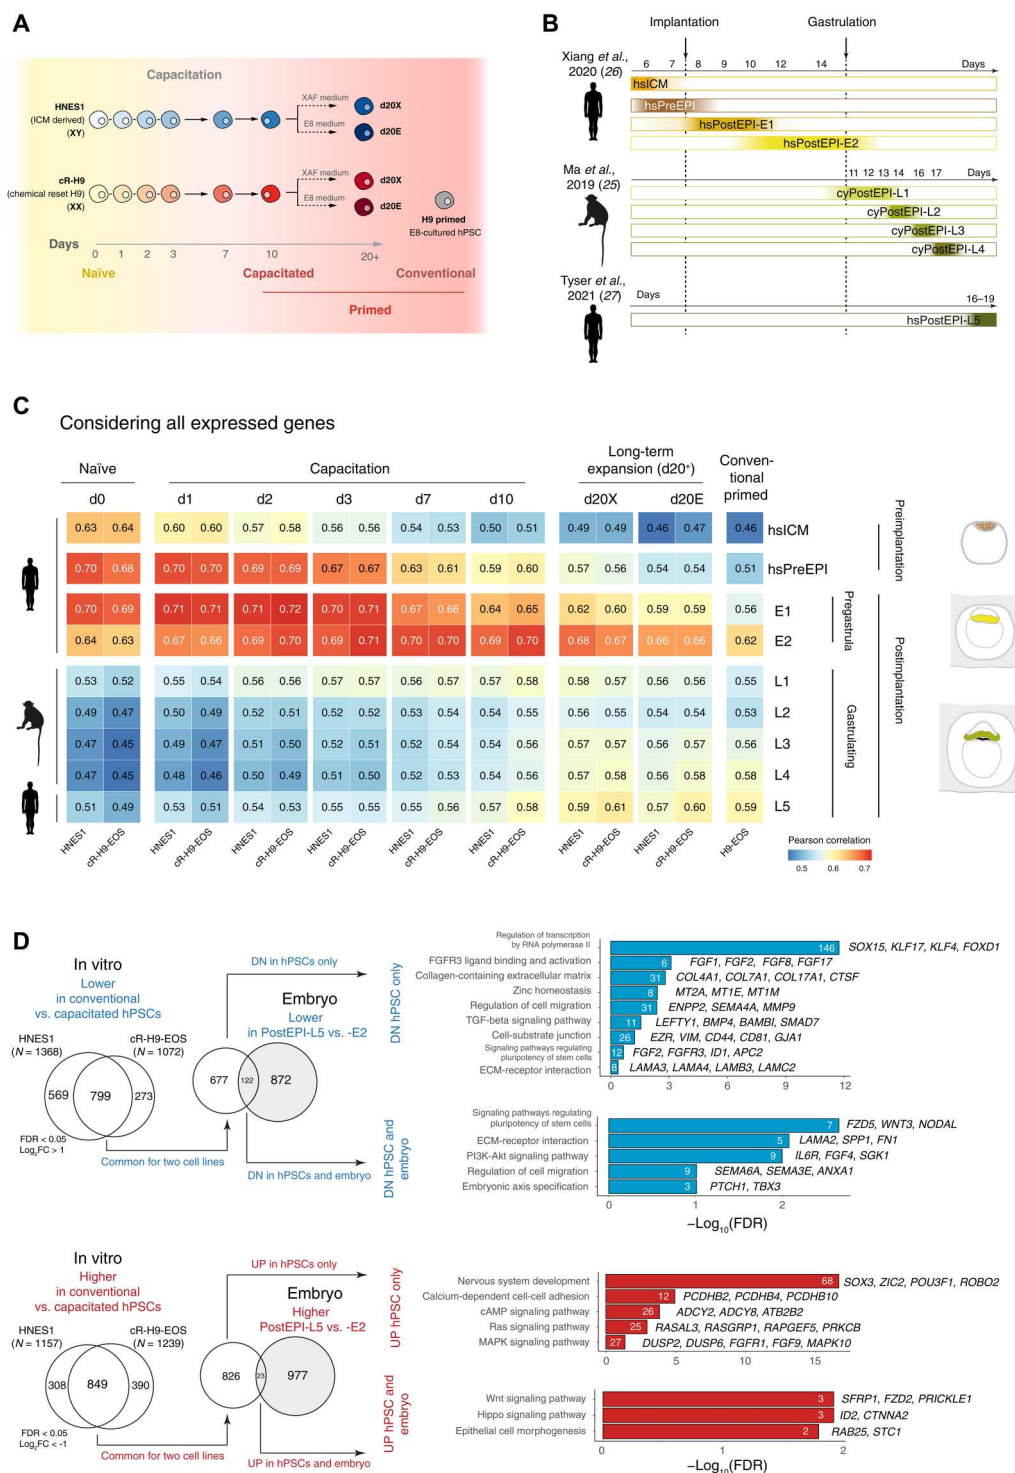 A
Capacitation
HNES1
(ICM derived)
(XY)
XAF medium
d20X
E8 medium
d20E
cR-H9
(chemical reset H9)
(XX)
XAF medium
d20X
E8 medium
d20E
H9 primed
E8-cultured hPSC
Days
0 1 2 3 7 10 20+
Naïve
Capacitated
Conventional
Primed
B
Implantation
Gastrulation
Xiang et al.,
2020 (26)
6 7 8 9 10 12 14 Days
hsICM
hsPreEPI
hsPostEPI-E1
hsPostEPI-E2
Ma et al.,
2019 (25)
11 12 13 14 16 17 Days
cyPostEPI-L1
cyPostEPI-L2
cyPostEPI-L3
cyPostEPI-L4
Tyser et al.,
2021 (27)
Days
16–19
hsPostEPI-L5
C
Considering all expressed genes
Naïve
Capacitation
Long-term
expansion (d20+)
Conven-
tional
primed
d0 d1 d2 d3 d7 d10 d20X d20E
0.63 0.64 0.60 0.60 0.57 0.58 0.56 0.56 0.54 0.53 0.50 0.51 0.49 0.49 0.46 0.47 0.46 hsICM
0.70 0.68 0.70 0.70 0.69 0.69 0.67 0.67 0.63 0.61 0.59 0.60 0.57 0.56 0.54 0.54 0.51 hsPreEPI
0.70 0.69 0.71 0.71 0.71 0.72 0.70 0.71 0.67 0.66 0.64 0.65 0.62 0.60 0.59 0.59 0.56 E1
0.64 0.63 0.67 0.66 0.69 0.70 0.69 0.71 0.70 0.70 0.69 0.70 0.68 0.67 0.66 0.66 0.62 E2
0.53 0.52 0.55 0.54 0.56 0.56 0.57 0.57 0.56 0.56 0.57 0.58 0.58 0.57 0.56 0.56 0.55 L1
0.49 0.47 0.50 0.49 0.52 0.51 0.52 0.52 0.53 0.54 0.54 0.55 0.56 0.55 0.54 0.54 0.53 L2
0.47 0.45 0.49 0.47 0.51 0.50 0.52 0.51 0.52 0.54 0.54 0.56 0.57 0.57 0.56 0.57 0.56 L3
0.47 0.45 0.48 0.46 0.50 0.49 0.51 0.50 0.52 0.53 0.54 0.56 0.57 0.58 0.56 0.58 0.58 L4
0.51 0.49 0.53 0.51 0.54 0.53 0.55 0.55 0.55 0.56 0.57 0.58 0.59 0.61 0.57 0.60 0.59 L5
HNES1 cR-H9-EOS HNES1 cR-H9-EOS HNES1 cR-H9-EOS HNES1 cR-H9-EOS HNES1 cR-H9-EOS HNES1 cR-H9-EOS HNES1 cR-H9-EOS HNES1 cR-H9-EOS H9-EOS
Preimplantation
Pregastrula
Postimplantation
Gastrulating
Pearson correlation
0.5 0.6 0.7
D
In vitro
Lower
in conventional
vs. capacitated hPSCs
HNES1
(N = 1368)
cR-H9-EOS
(N = 1072)
569 799 273
FDR < 0.05
Log2FC > 1
Common for two cell lines
DN in hPSCs only
Embryo
Lower
in PostEPI-L5 vs. -E2
677 122 872
DN in hPSCs and embryo
DN hPSC only
DN hPSC and
embryo
Regulation of transcription
by RNA polymerase II 146 SOX15, KLF17, KLF4, FOXD1
FGFR3 ligand binding and activation 6 FGF1, FGF2, FGF8, FGF17
Collagen-containing extracellular matrix 31 COL4A1, COL7A1, COL17A1, CTSF
Zinc homeostasis 8 MT2A, MT1E, MT1M
Regulation of cell migration 31 ENPP2, SEMA4A, MMP9
TGF-beta signaling pathway 11 LEFTY1, BMP4, BAMBI, SMAD7
Cell-substrate junction 26 EZR, VIM, CD44, CD81, GJA1
Signaling pathways regulating
pluripotency of stem cells 12 FGF2, FGFR3, ID1, APC2
ECM-receptor interaction 8 LAMA3, LAMA4, LAMB3, LAMC2
0 3 6 9 12
Signaling pathways regulating
pluripotency of stem cells 7 FZD5, WNT3, NODAL
ECM-receptor interaction 5 LAMA2, SPP1, FN1
PI3K-Akt signaling pathway 9 IL6R, FGF4, SGK1
Regulation of cell migration 9 SEMA6A, SEMA3E, ANXA1
Embryonic axis specification 3 PTCH1, TBX3
0 1 2
–Log10(FDR)
In vitro
Higher
in conventional
vs. capacitated hPSCs
HNES1
(N = 1157)
cR-H9-EOS
(N = 1239)
308 849 390
FDR < 0.05
Log2FC < -1
Common for two cell lines
UP in hPSCs only
Embryo
Higher
PostEPI-L5 vs. -E2
826 23 977
UP in hPSCs and embryo
UP hPSC only
UP hPSC and
embryo
Nervous system development 68 SOX3, ZIC2, POU3F1, ROBO2
Calcium-dependent cell-cell adhesion 12 PCDHB2, PCDHB4, PCDHB10
cAMP signaling pathway 26 ADCY2, ADCY8, ATB2B2
Ras signaling pathway 25 RASAL3, RASGRP1, RAPGEF5, PRKCB
MAPK signaling pathway 27 DUSP2, DUSP6, FGFR1, FGF9, MAPK10
0 5 10 15
Wnt signaling pathway 3 SFRP1, FZD2, PRICKLE1
Hippo signaling pathway 3 ID2, CTNNA2
Epithelial cell morphogenesis 2 RAB25, STC1
0 1 2
–Log10(FDR)